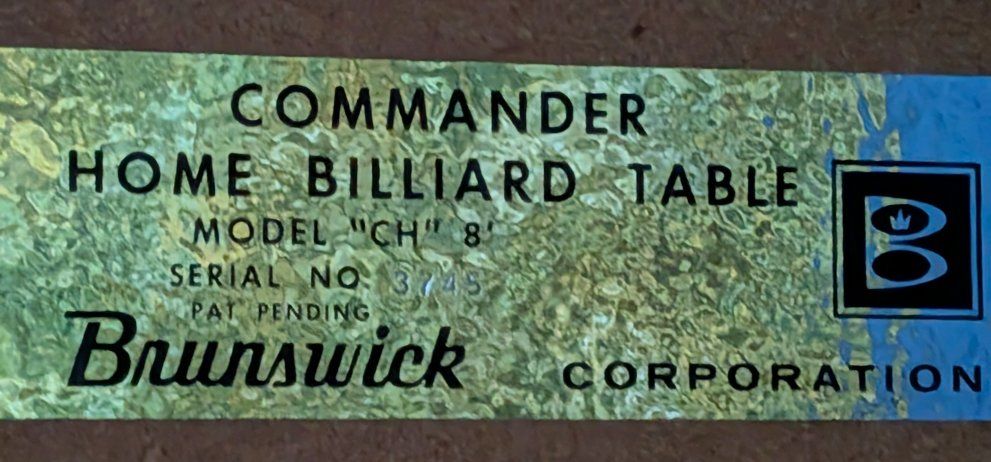 COMMANDER
HOME BILLIARD TABLE
MODEL "CH" 8'
SERIAL NO.
PAT PENDING
Brunswick CORPORATION
B